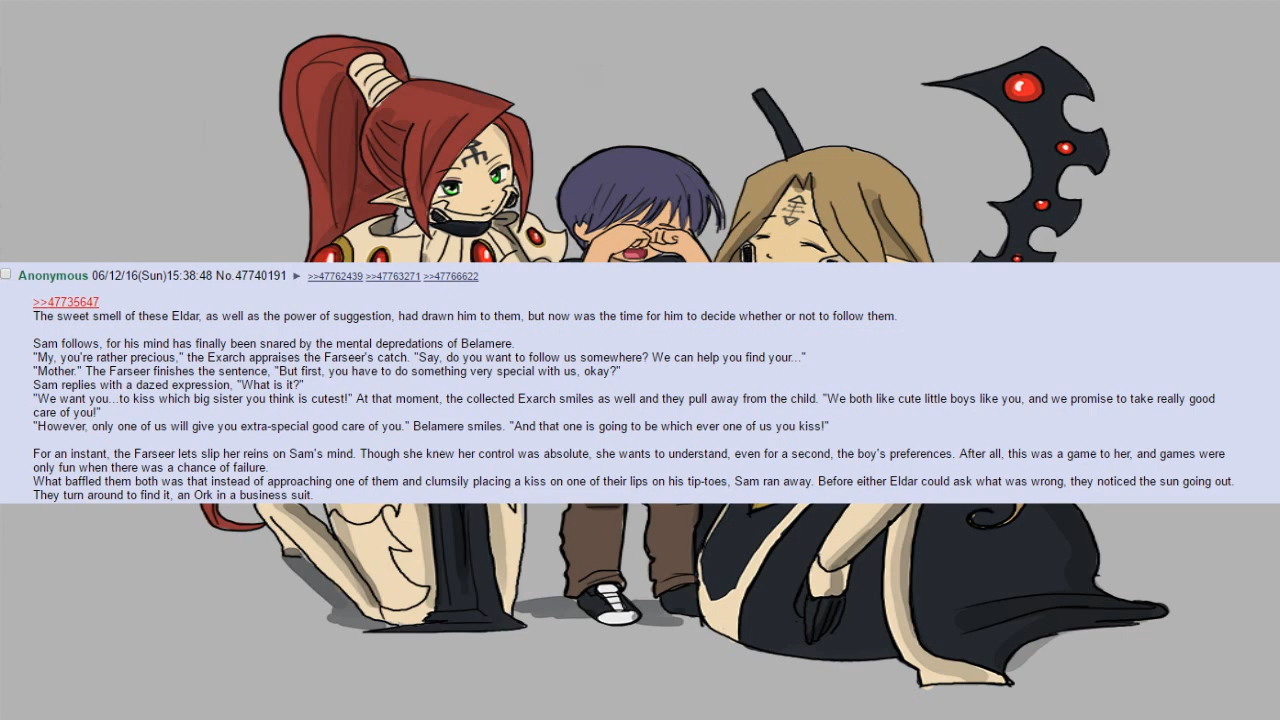 Anonymous 06/12/16(Sun)15:38:48 No.47740191 ► >>47762439 >>47763271 >>47766622
>>47735647
The sweet smell of these Eldar, as well as the power of suggestion, had drawn him to them, but now was the time for him to decide whether or not to follow them.
Sam follows, for his mind has finally been snared by the mental depredations of Belamere.
"My, you're rather precious," the Exarch appraises the Farseer's catch. "Say, do you want to follow us somewhere? We can help you find your..."
"Mother." The Farseer finishes the sentence, "But first, you have to do something very special with us, okay?"
Sam replies with a dazed expression, "What is it?"
"We want you...to kiss which big sister you think is cutest!" At that moment, the collected Exarch smiles as well and they pull away from the child. "We both like cute little boys like you, and we promise to take really good
care of you!"
"However, only one of us will give you extra-special good care of you." Belamere smiles. "And that one is going to be which ever one of us you kiss!"
For an instant, the Farseer lets slip her reins on Sam's mind. Though she knew her control was absolute, she wants to understand, even for a second, the boy's preferences. After all, this was a game to her, and games were
only fun when there was a chance of failure.
What baffled them both was that instead of approaching one of them and clumsily placing a kiss on one of their lips on his tip-toes, Sam ran away. Before either Eldar could ask what was wrong, they noticed the sun going out.
They turn around to find it, an Ork in a business suit.